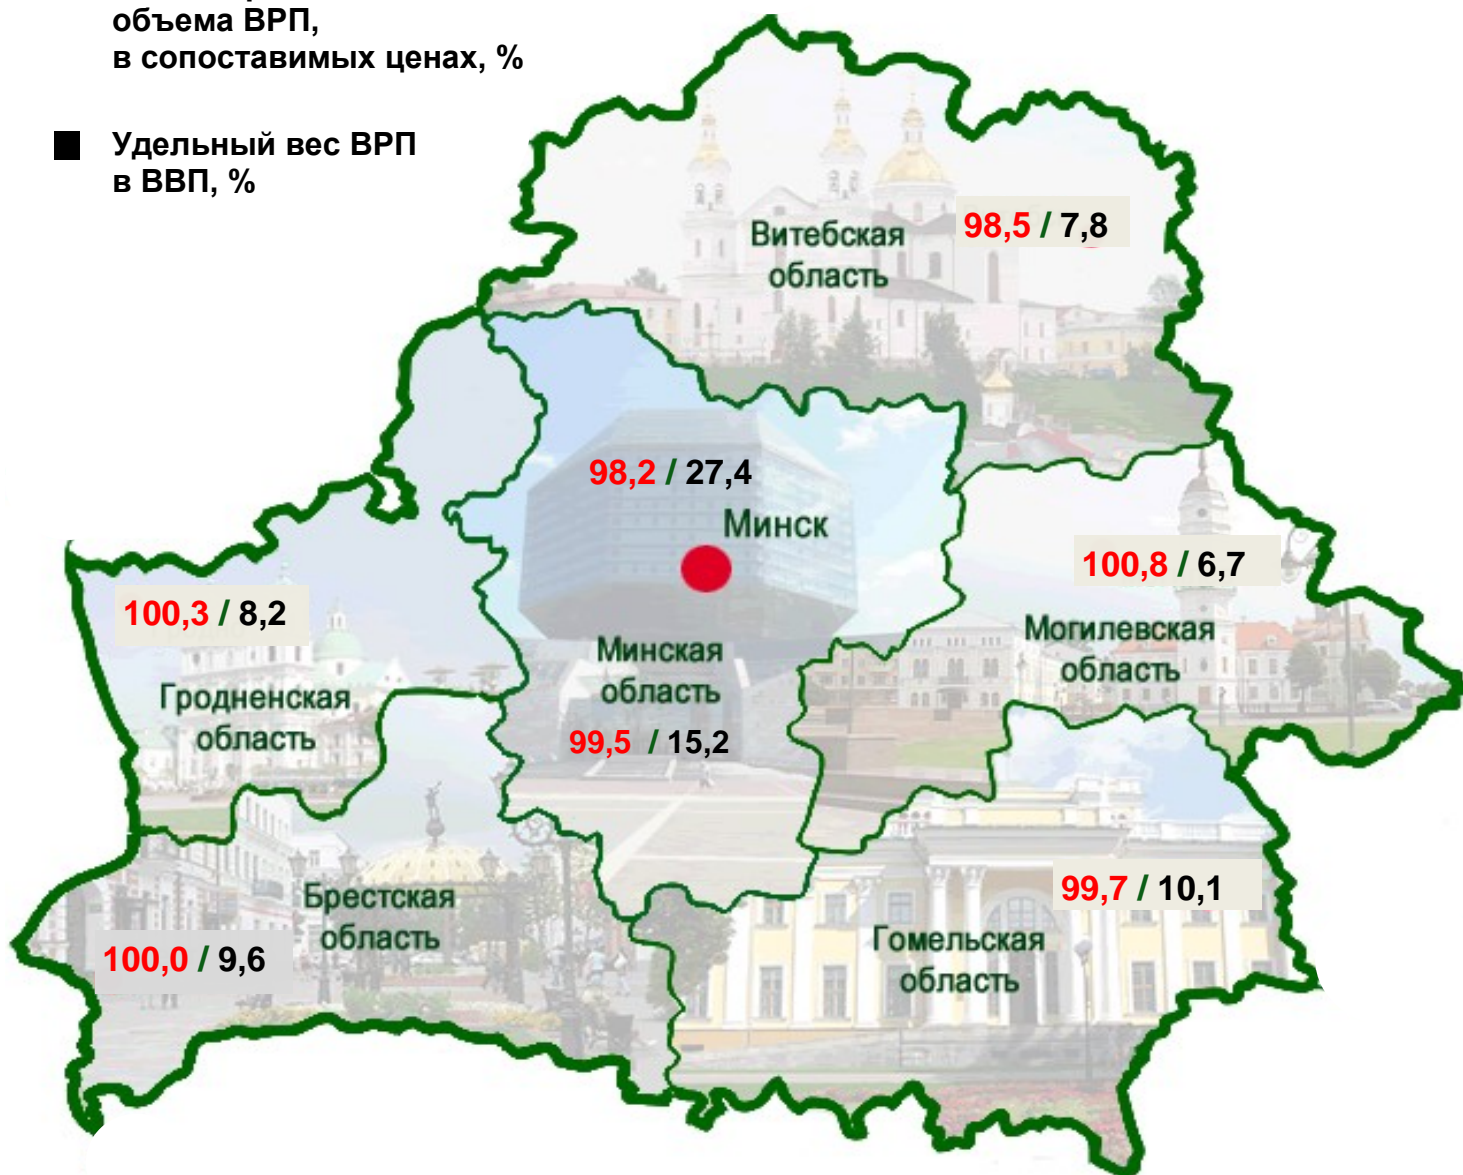 объема ВРП,
в сопоставимых ценах, %
Удельный вес ВРП
в ВВП, %
Витебская
область
98,5 / 7,8
98,2 / 27,4
Минск
100,8 / 6,7
Могилевская
область
100,3 / 8,2
Гродненская
область
Минская
область
99,5 / 15,2
Брестская
область
100,0 / 9,6
99,7 / 10,1
Гомельская
область